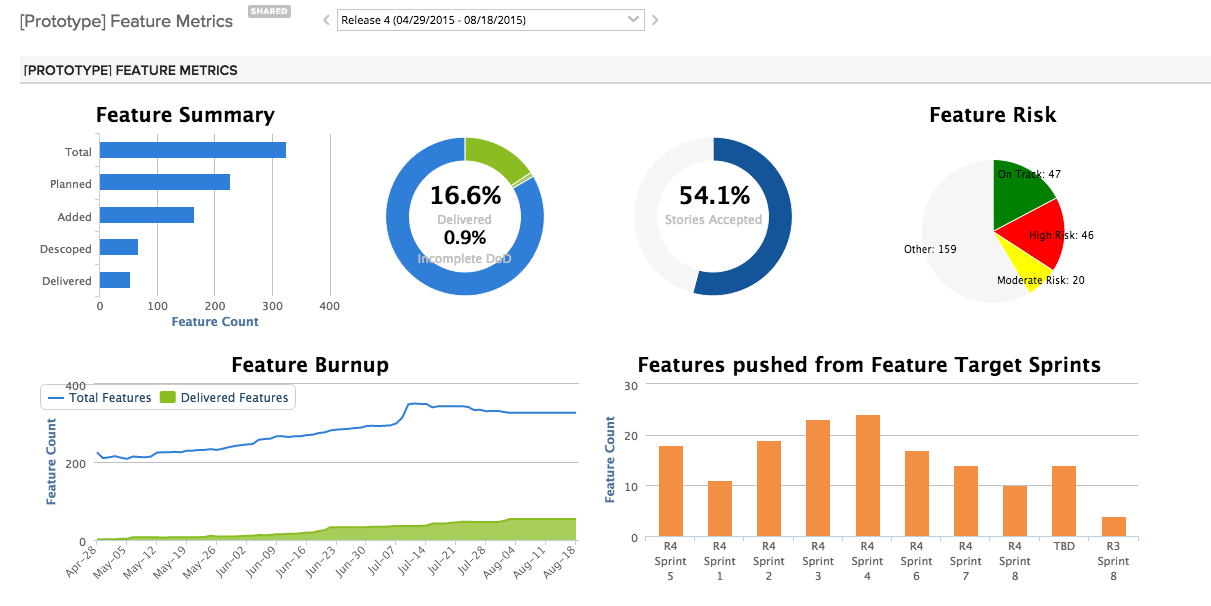 [Prototype] Feature Metrics
SHARED
Release 4 (04/29/2015 - 08/18/2015)
[PROTOTYPE] FEATURE METRICS
Feature Summary
Total
Planned
Added
Descoped
Delivered
0 100 200 300 400
Feature Count
16.6%
Delivered
0.9%
Incomplete DoD
54.1%
Stories Accepted
Feature Risk
On Track: 47
High Risk: 46
Other: 159
Moderate Risk: 20
Feature Burnup
400
Total Features Delivered Features
Feature Count
200
0
Apr-28 May-05 May-12 May-19 May-26 Jun-02 Jun-09 Jun-16 Jun-23 Jun-30 Jul-07 Jul-14 Jul-21 Jul-28 Aug-04 Aug-11 Aug-18
Features pushed from Feature Target Sprints
30
20
Feature Count
10
0
R4 R4 R4 R4 R4 R4 R4 R4 TBD R3
Sprint Sprint Sprint Sprint Sprint Sprint Sprint Sprint Sprint
5 1 2 3 4 6 7 8 8